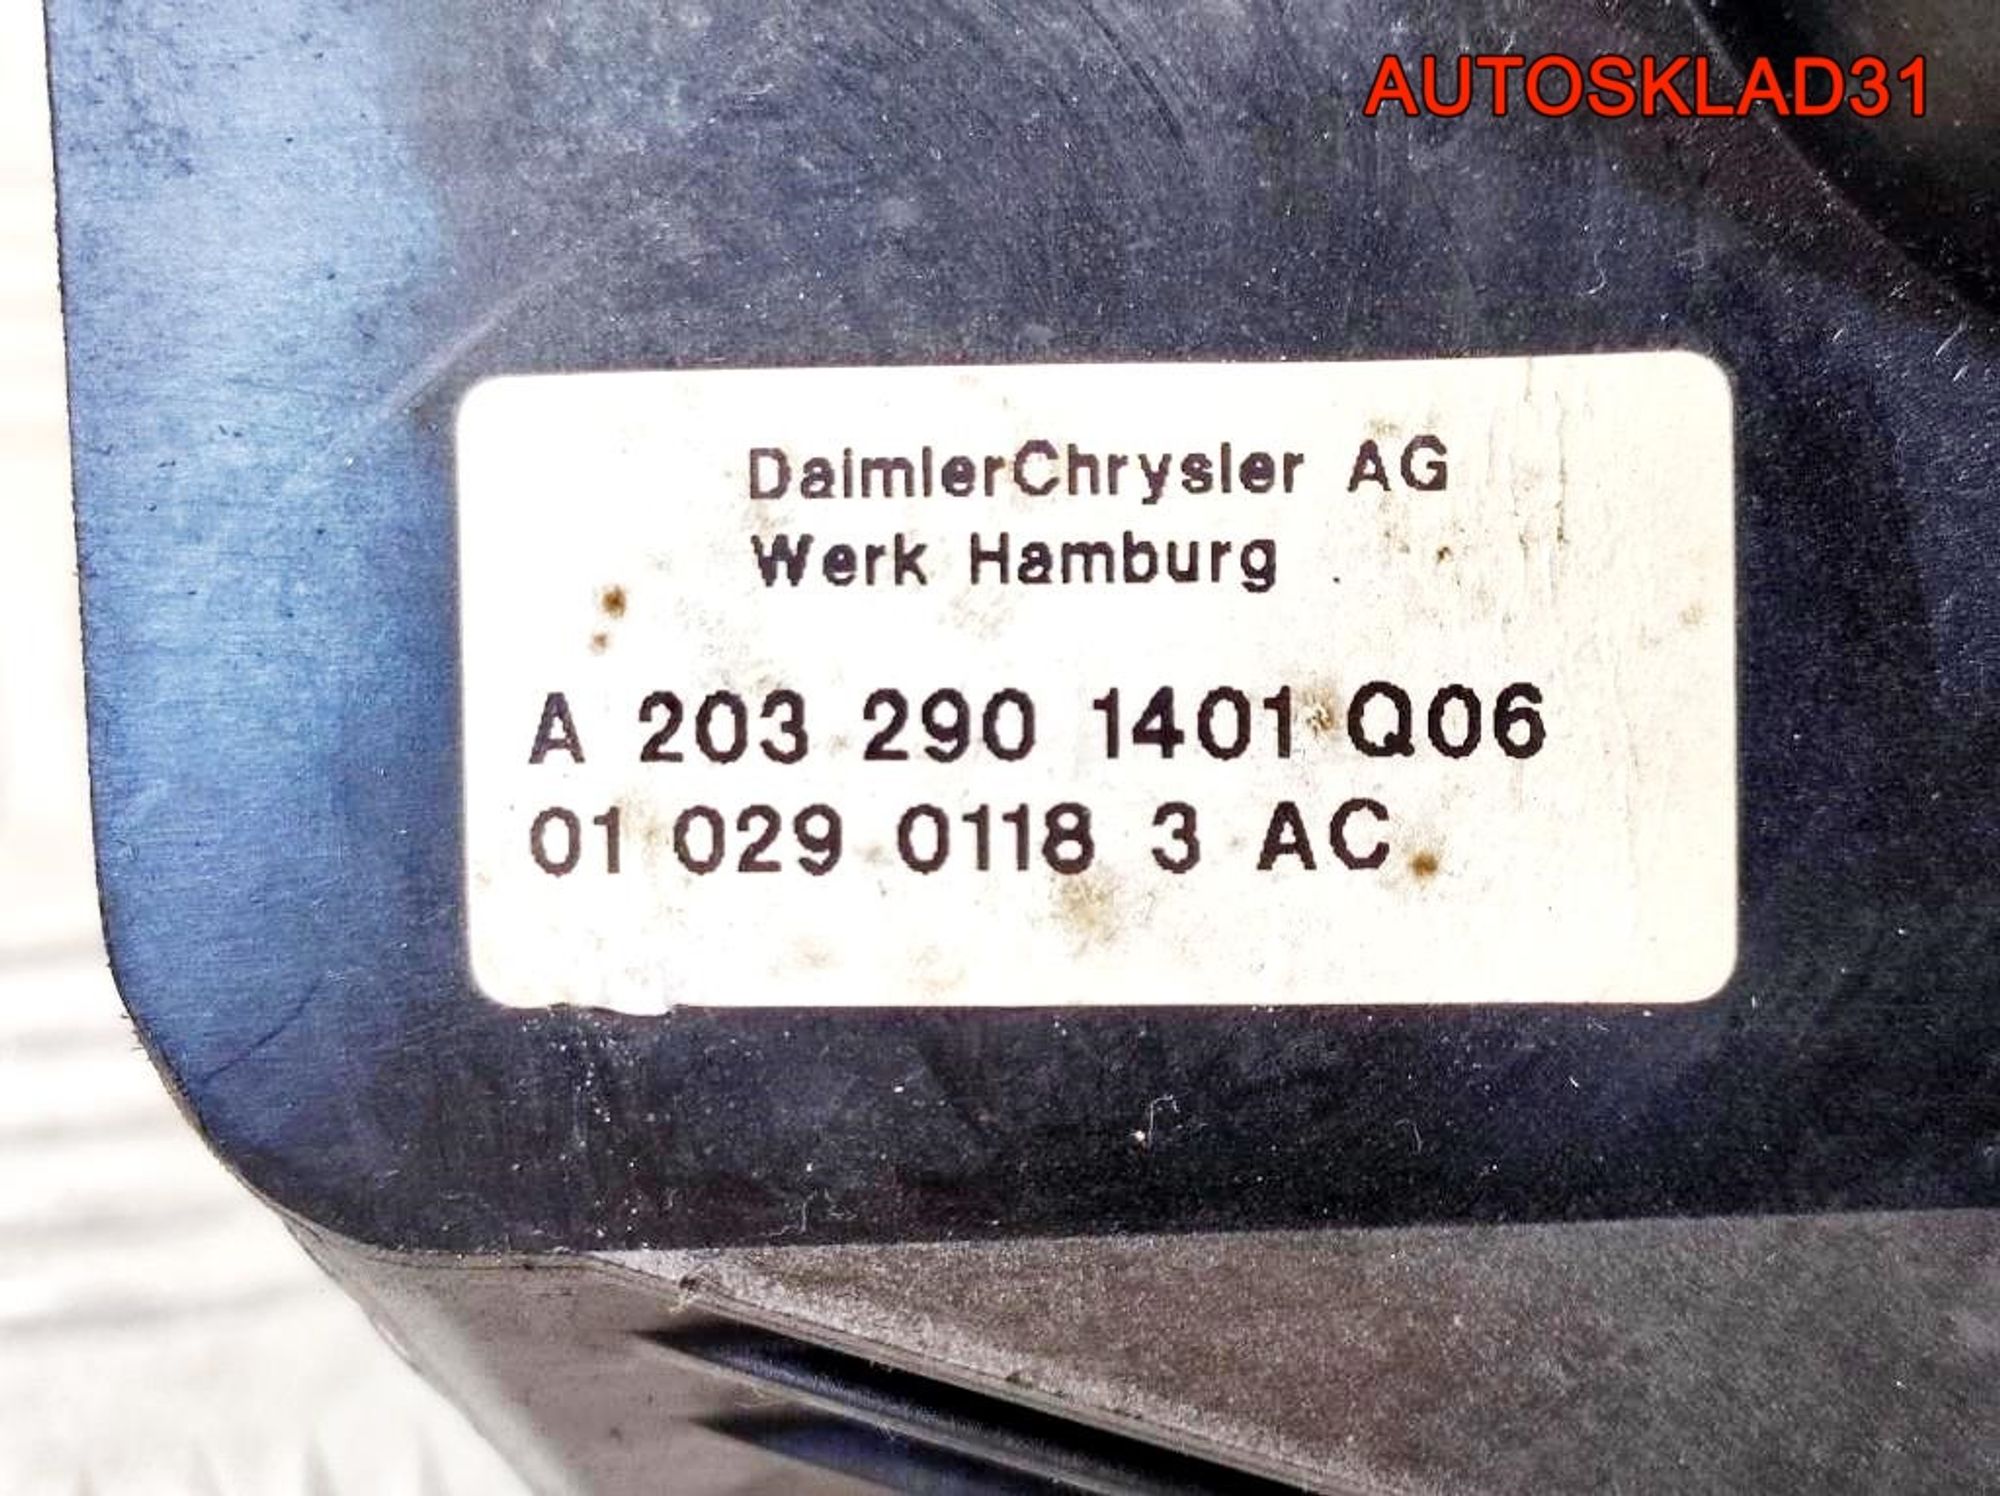 AUTOSKLAD31
DaimlerChrysler AG
Werk Hamburg
A 203 290 1401 Q06
01 029 0118 3 AC